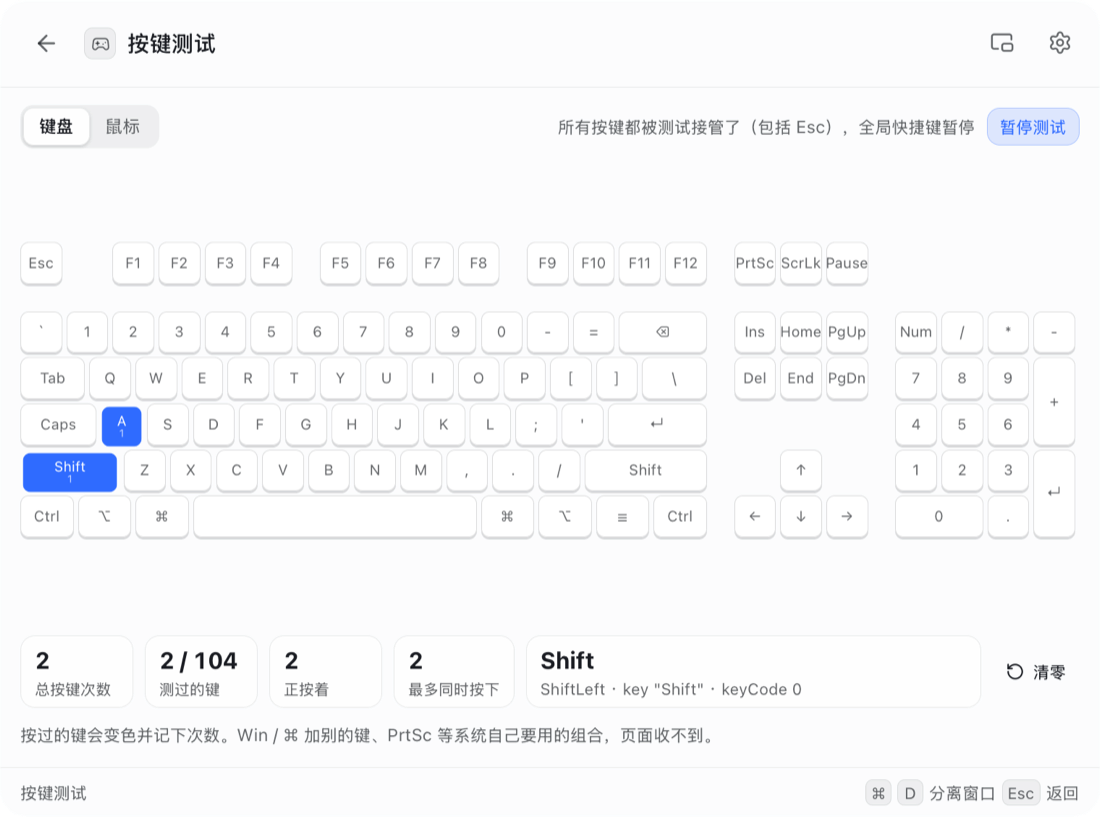 按键测试
键盘 鼠标 所有按键都被测试接管了（包括 Esc），全局快捷键暂停 暂停测试
Esc F1 F2 F3 F4 F5 F6 F7 F8 F9 F10 F11 F12 PrtSc ScrLk Pause
` 1 2 3 4 5 6 7 8 9 0 - = ⌫ Ins Home PgUp Num / * -
Tab Q W E R T Y U I O P [ ] \ Del End PgDn 7 8 9 +
Caps A 1 S D F G H J K L ; ' ↵ 4 5 6
Shift 1 Z X C V B N M , . / Shift ↑ 1 2 3 ↵
Ctrl ⌥ ⌘ ⌘ ⌥ ≡ Ctrl ← ↓ → 0 .
2 2 / 104 2 2 Shift
总按键次数 测过的键 正按着 最多同时按下 ShiftLeft · key "Shift" · keyCode 0 清零
按过的键会变色并记下次数。Win / ⌘ 加别的键、PrtSc 等系统自己要用的组合，页面收不到。
按键测试 ⌘ D 分离窗口 Esc 返回